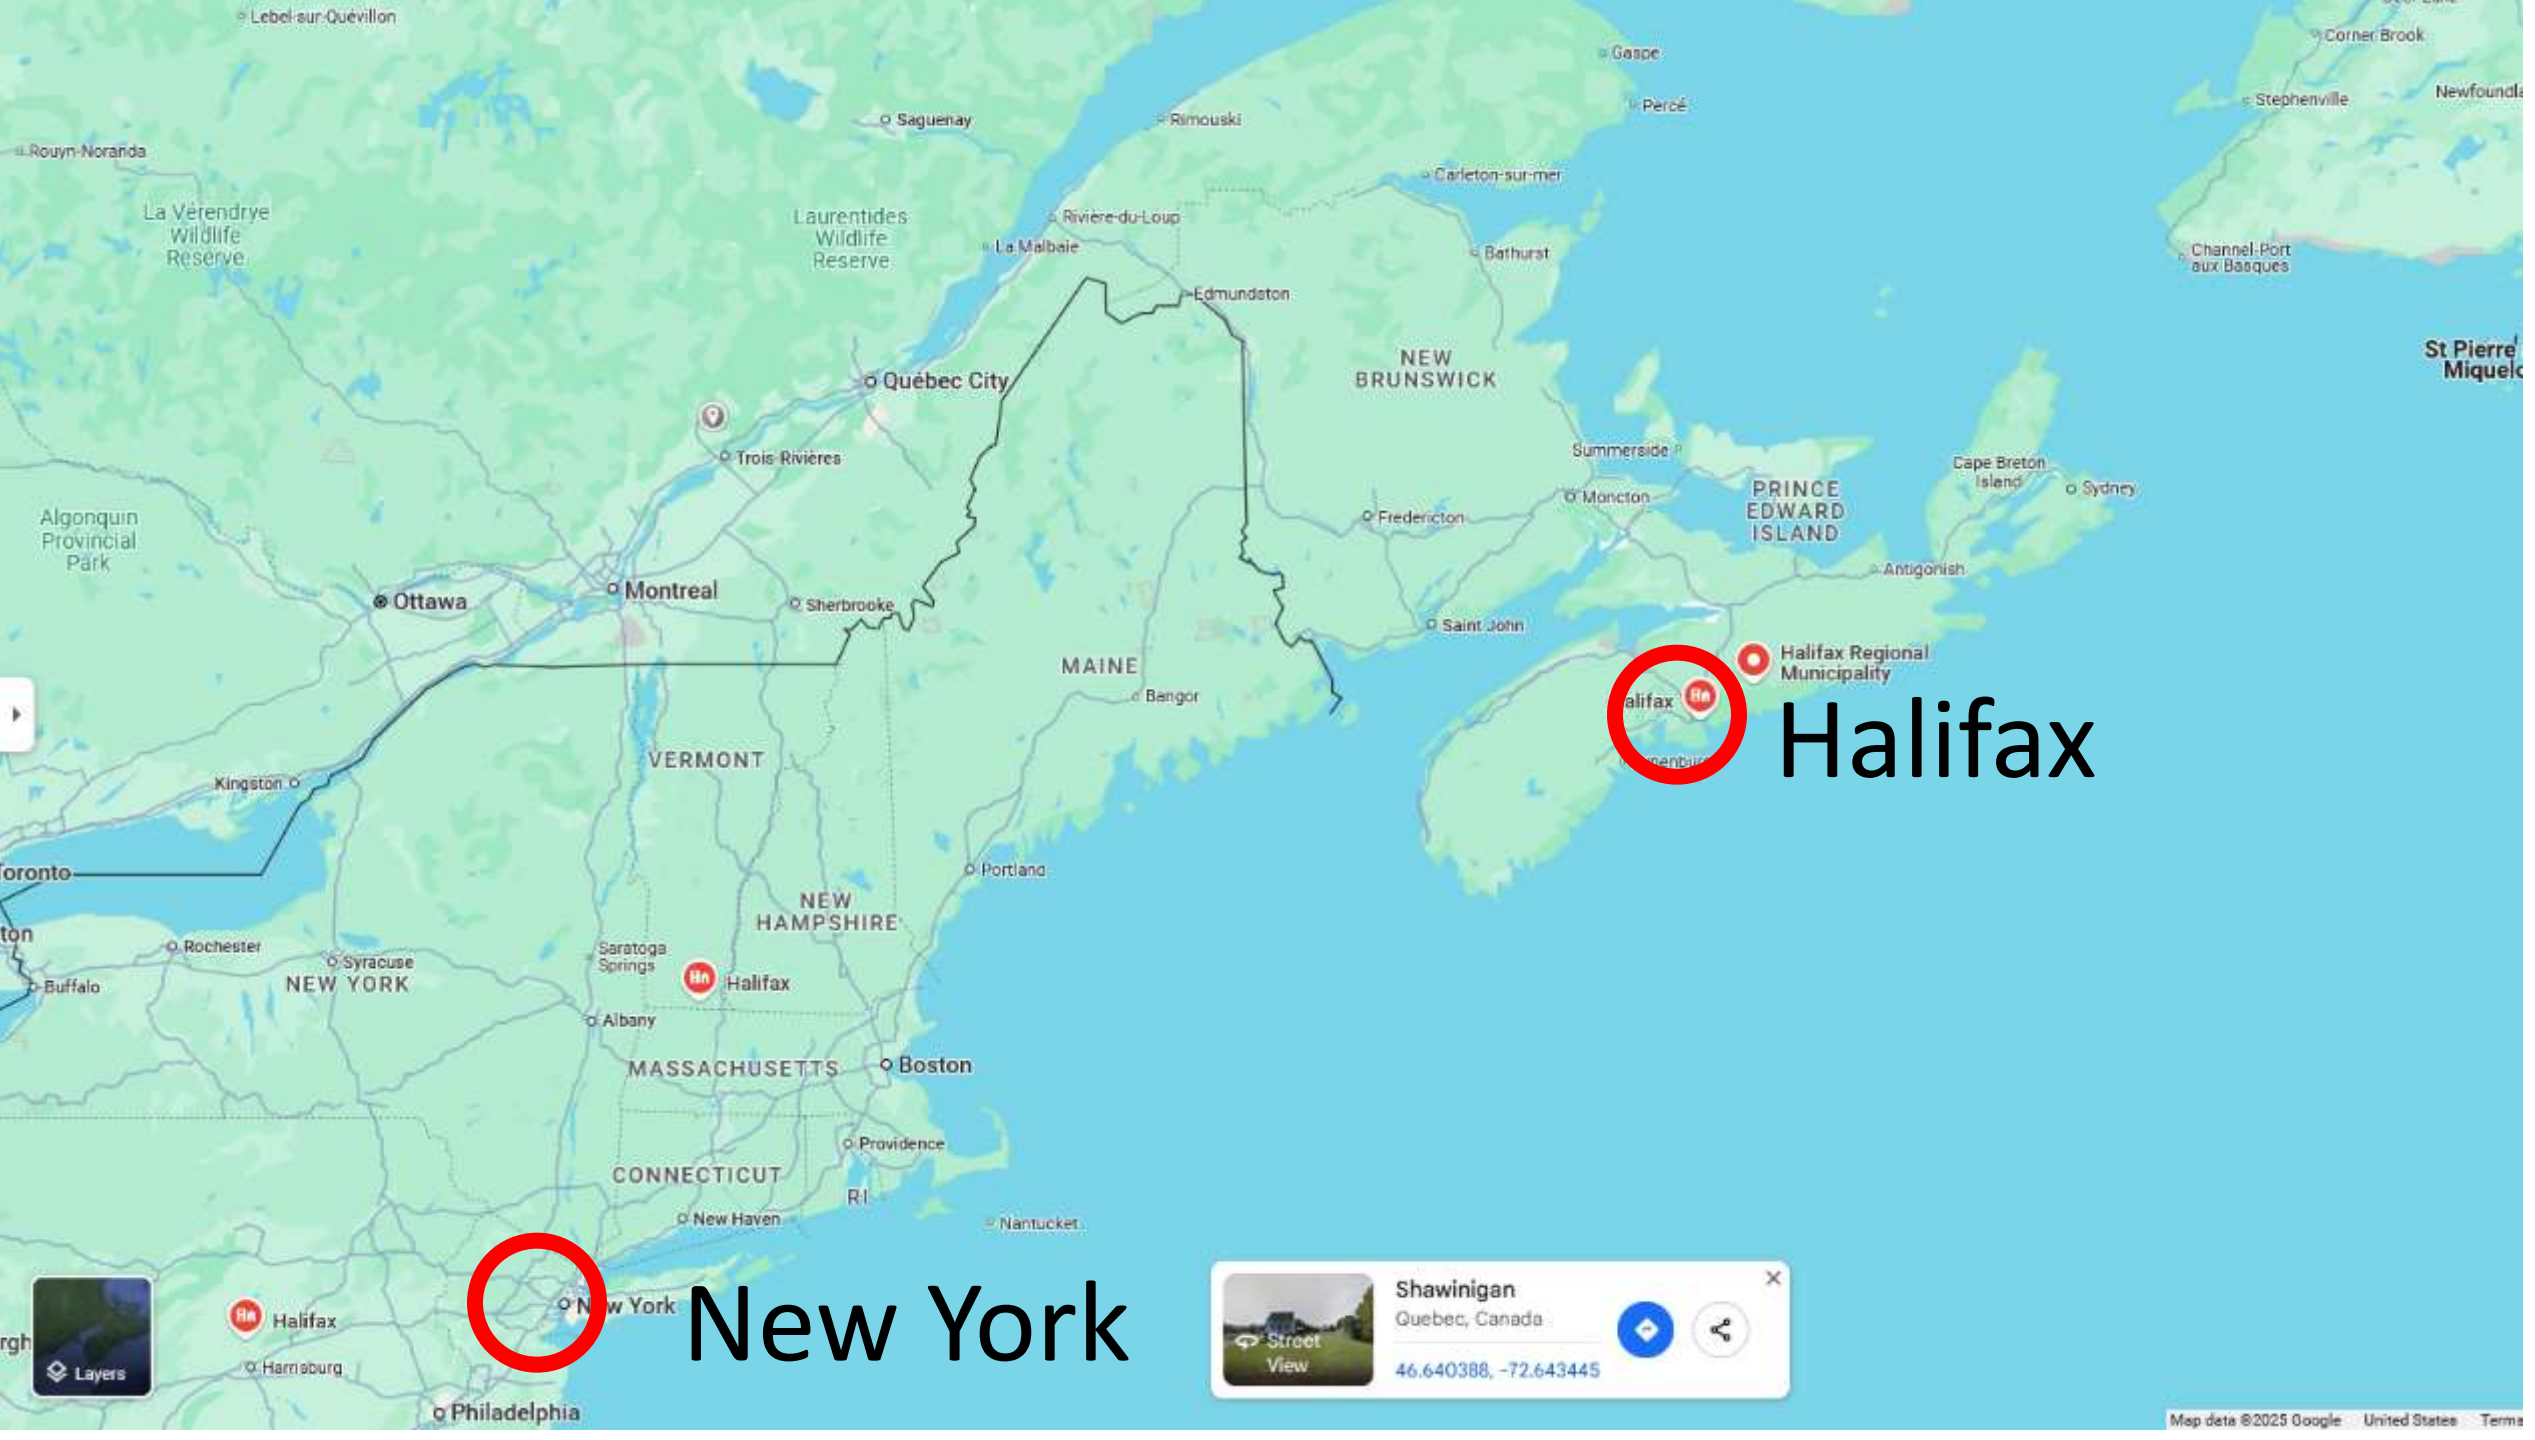 Lebel-sur-Quévillon
Corner Brook
Gaspe
Stephenville
Newfoundla
Percé
Saguenay
Rimouski
Rouyn-Noranda
Carleton-sur-mer
La Vérendrye
Wildlife
Reserve
Laurentides
Wildlife
Reserve
Rivière-du-Loup
La Malbaie
Bathurst
Channel-Port
aux Basques
Edmundston
St Pierre
Miquelo
NEW
BRUNSWICK
Québec City
Trois-Rivières
Summerside
Cape Breton
Island
Sydney
PRINCE
EDWARD
ISLAND
Moncton
Fredericton
Algonquin
Provincial
Park
Antigonish
Ottawa
Montreal
Sherbrooke
Saint John
MAINE
Bangor
Halifax Regional
Municipality
alifax
Halifax
VERMONT
Kingston
Toronto
Portland
NEW
HAMPSHIRE
ton
Rochester
Syracuse
NEW YORK
Saratoga
Springs
Buffalo
Halifax
Albany
MASSACHUSETTS
Boston
Providence
CONNECTICUT
RI
New Haven
Nantucket
New York
New York
Halifax
rgh
Harrisburg
Layers
Philadelphia
Street
View
Shawinigan
Quebec, Canada
46.640388, -72.643445
Map data ©2025 Google United States Terms